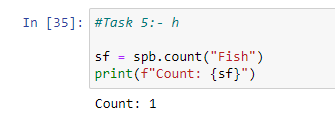 In [35]: #Task 5:- h
sf = spb.count("Fish")
print(f"Count: {sf}")
Count: 1